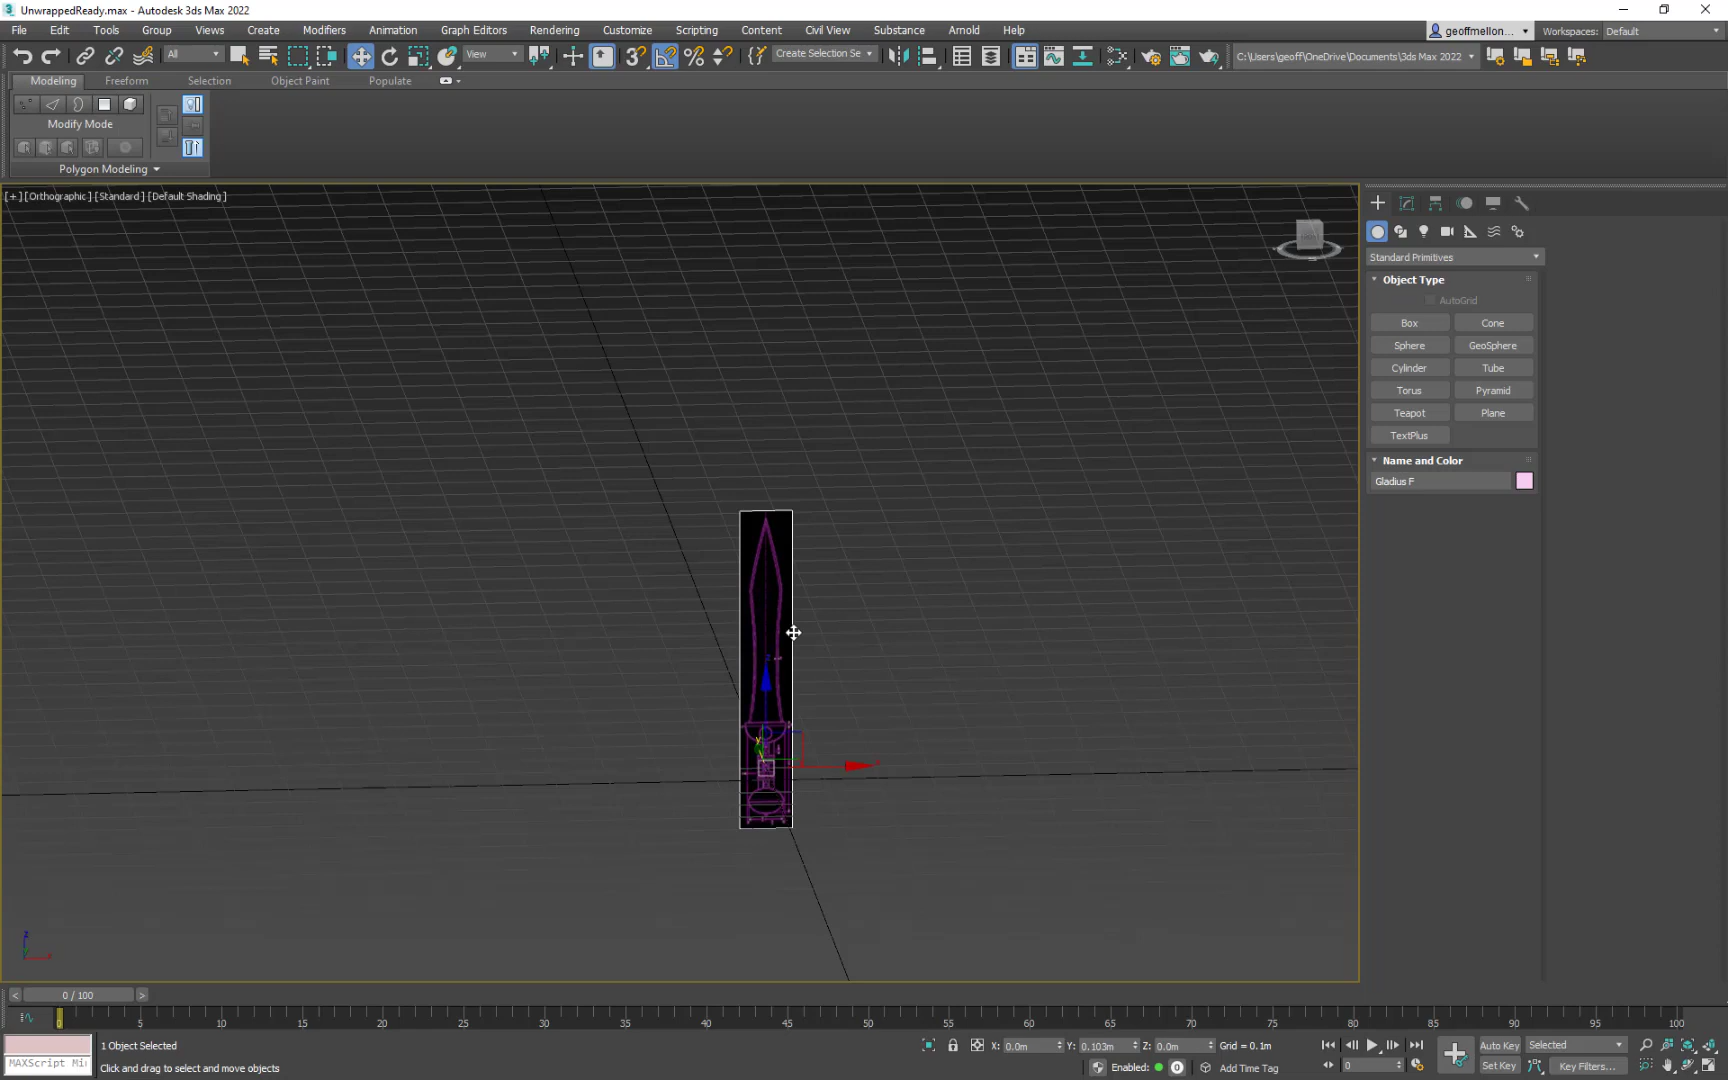 UnwrappedReady.max - Autodesk 3ds Max 2022
File Edit Tools Group Views Create Modifiers Animation Graph Editors Rendering Customize Scripting Content Civil View Substance Arnold Help
geoffmellon... Workspaces: Default
All View Create Selection Se C:\Users\geoff\OneDrive\Documents\3ds Max 2022
Modeling Freeform Selection Object Paint Populate
Modify Mode
Polygon Modeling
[+] [Orthographic] [Standard] [Default Shading]
Standard Primitives
Object Type
AutoGrid
Box Cone
Sphere GeoSphere
Cylinder Tube
Torus Pyramid
Teapot Plane
TextPlus
Name and Color
Gladius F
z
y
x
z
x
< 0 / 100 >
0 5 10 15 20 25 30 35 40 45 50 55 60 65 70 75 80 85 90 95 100
1 Object Selected X: 0.0m Y: 0.103m Z: 0.0m Grid = 0.1m Auto Key Selected
MAXScript Mi Click and drag to select and move objects Enabled: 0 Add Time Tag 0 Set Key Key Filters...